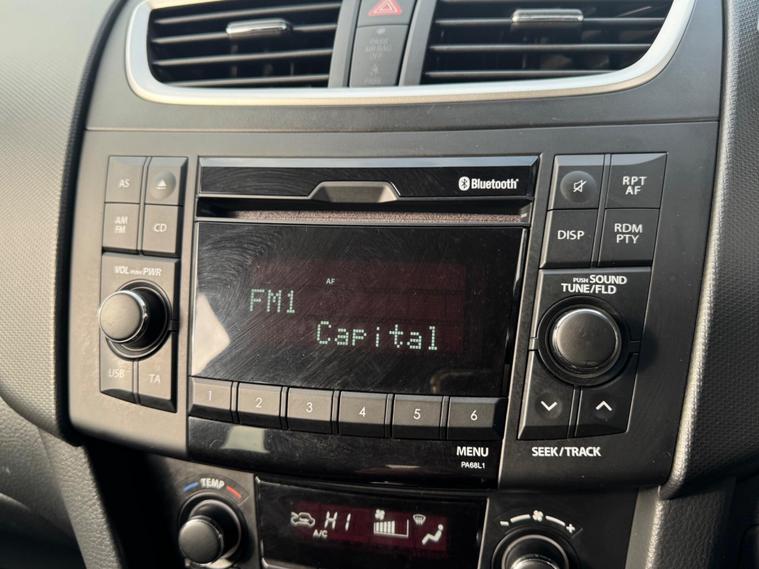 PASS
AIR BAG
OFF
AS
AM
FM
CD
Bluetooth®
RPT
AF
DISP
RDM
PTY
VOL PUSH PWR
PUSH SOUND
TUNE/FLD
AF
FM1
Capital
USB
TA
1 2 3 4 5 6
MENU
PA68L1
SEEK/TRACK
TEMP
A/C
HI
- +